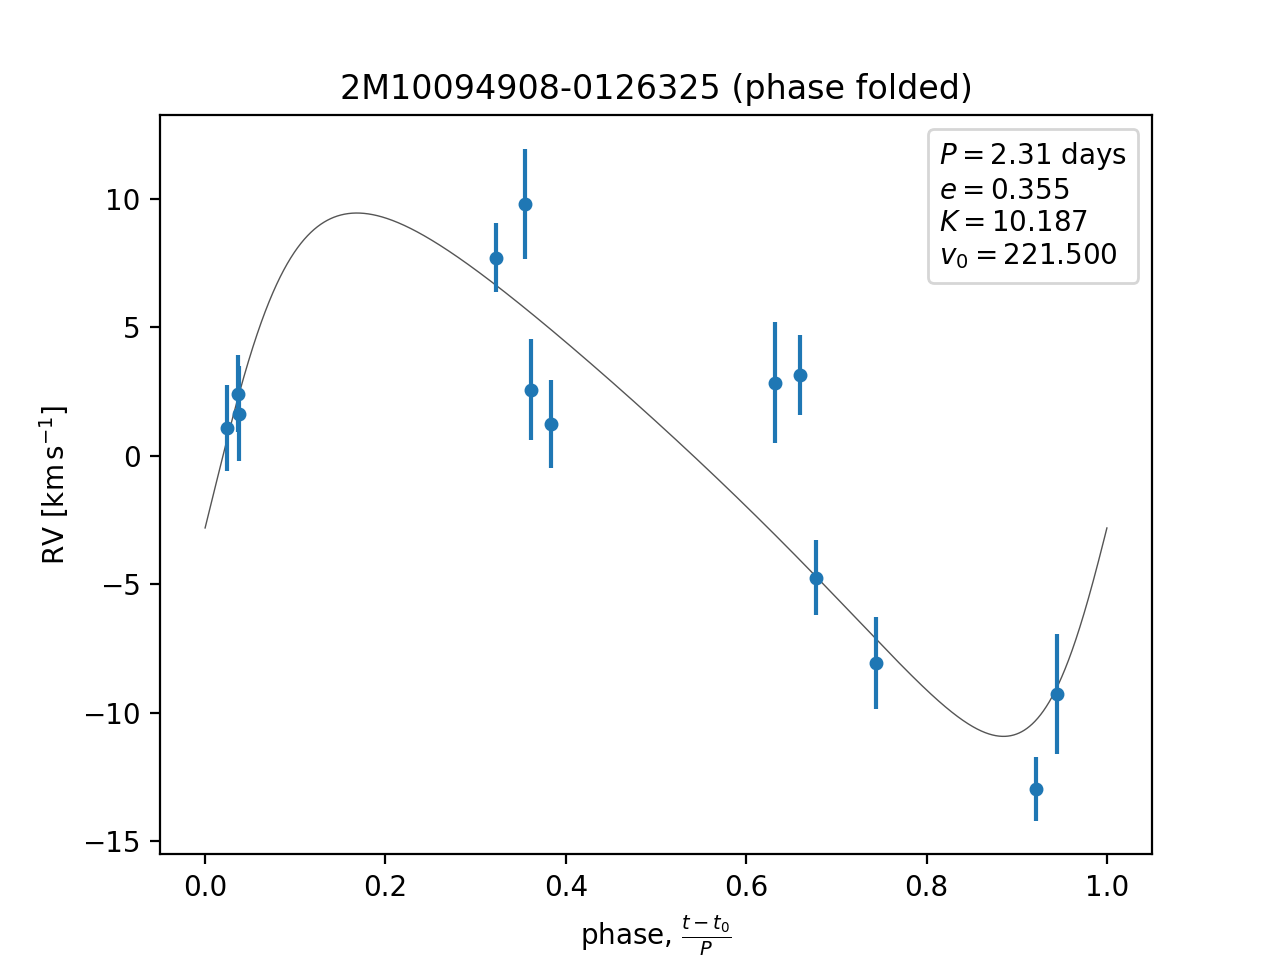 2M10094908-0126325 (phase folded)
P = 2.31 days
e = 0.355
K = 10.187
v₀ = 221.500
10
5
0
−5
−10
−15
RV [km s⁻¹]
0.0 0.2 0.4 0.6 0.8 1.0
phase, (t − t₀)/P